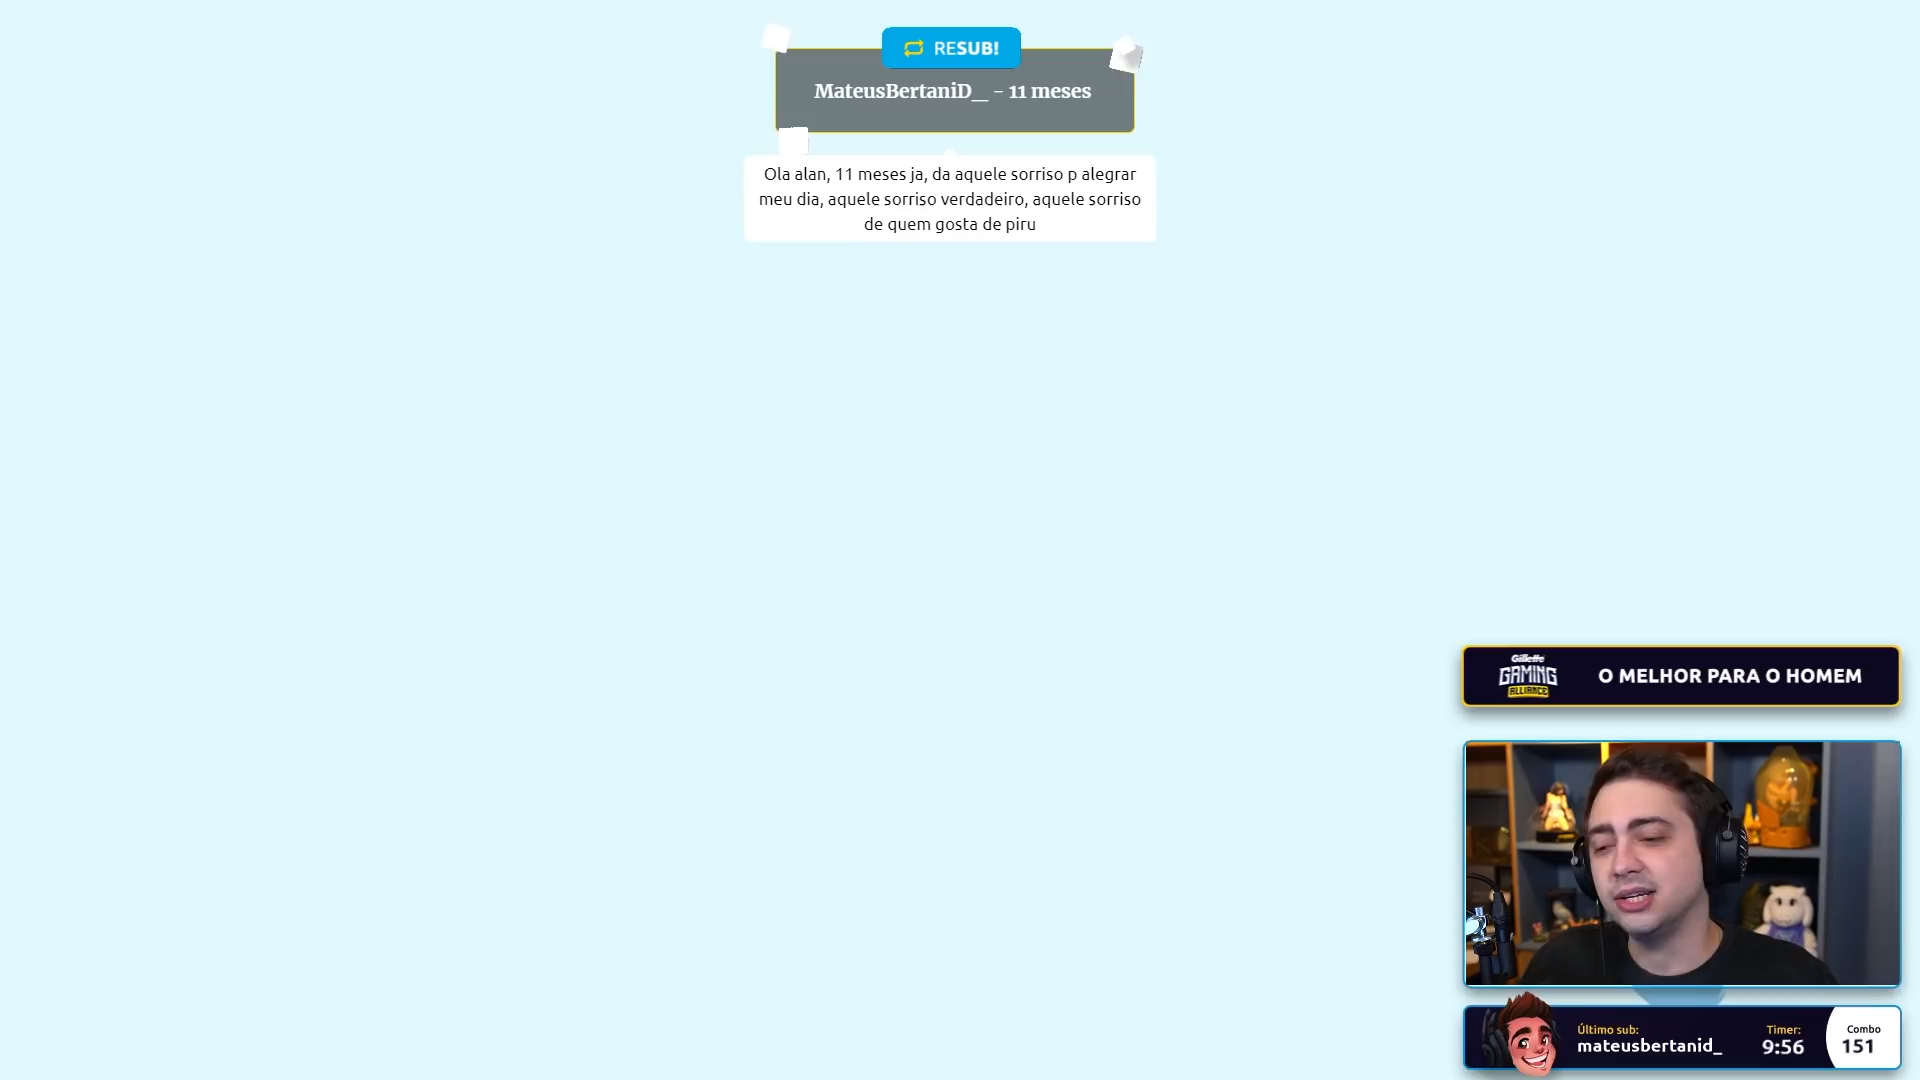 RESUB!
MateusBertaniD__ - 11 meses
Ola alan, 11 meses ja, da aquele sorriso p alegrar
meu dia, aquele sorriso verdadeiro, aquele sorriso
de quem gosta de piru
Gillette
GAMING
ALLIANCE
O MELHOR PARA O HOMEM
Último sub:
mateusbertanid_
Timer:
9:56
Combo
151